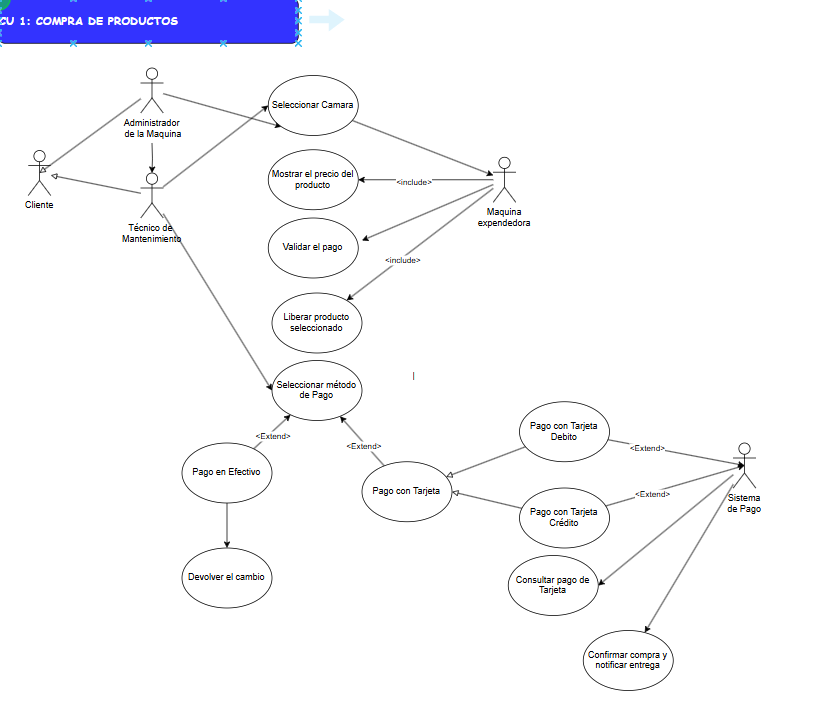 CU 1: COMPRA DE PRODUCTOS
Administrador
de la Maquina
Seleccionar Camara
Cliente
Mostrar el precio del
producto
<include>
Maquina
expendedora
Técnico de
Mantenimiento
Validar el pago
<include>
Liberar producto
seleccionado
Seleccionar método
de Pago
<Extend>
<Extend>
Pago con Tarjeta
Debito
<Extend>
Pago en Efectivo
Pago con Tarjeta
<Extend>
Sistema
de Pago
Pago con Tarjeta
Crédito
Devolver el cambio
Consultar pago de
Tarjeta
Confirmar compra y
notificar entrega